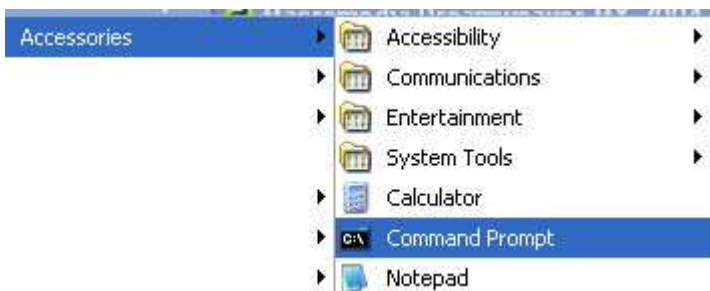 Accessories
Accessibility
Communications
Entertainment
System Tools
Calculator
C:\
Command Prompt
Notepad